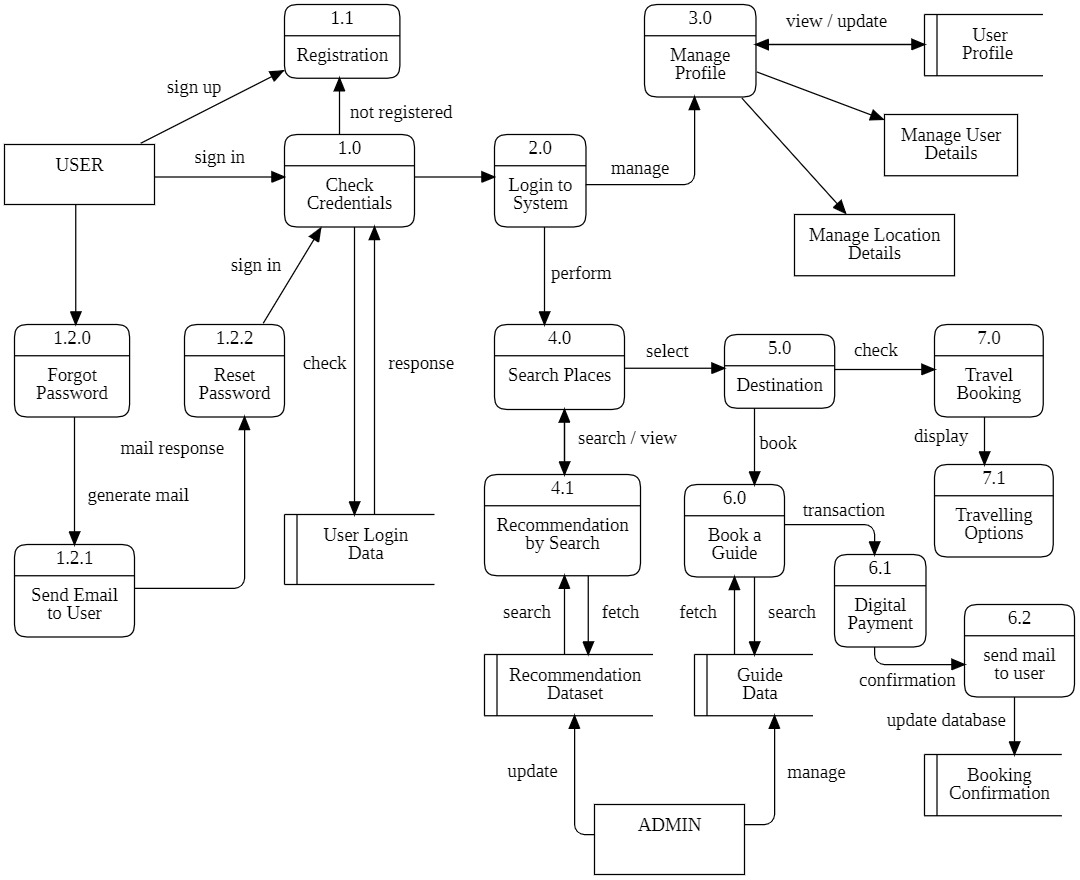 1.1
Registration
3.0
Manage
Profile
view / update
User
Profile
sign up
not registered
USER
sign in
1.0
Check
Credentials
2.0
Login to
System
manage
Manage User
Details
Manage Location
Details
sign in
perform
1.2.0
Forgot
Password
1.2.2
Reset
Password
check
response
4.0
Search Places
select
5.0
Destination
check
7.0
Travel
Booking
mail response
generate mail
search / view
book
display
1.2.1
Send Email
to User
User Login
Data
4.1
Recommendation
by Search
6.0
Book a
Guide
transaction
7.1
Travelling
Options
6.1
Digital
Payment
search
fetch
fetch
search
6.2
send mail
to user
confirmation
Recommendation
Dataset
Guide
Data
update database
update
manage
Booking
Confirmation
ADMIN